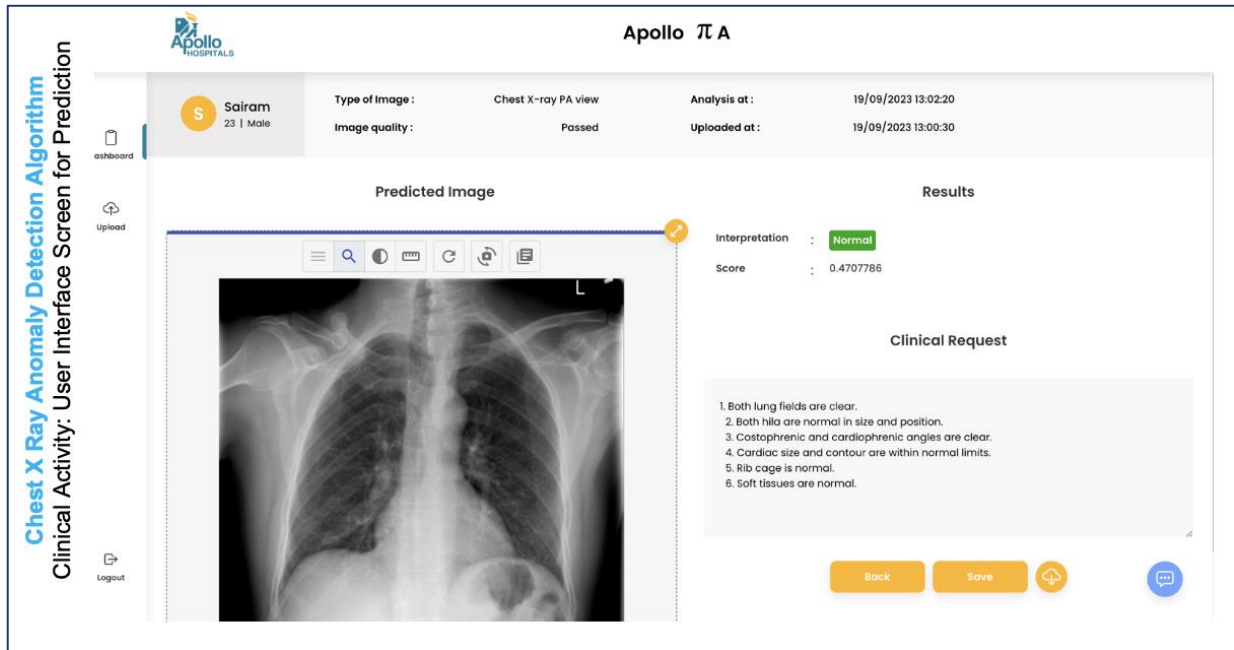 Chest X Ray Anomaly Detection Algorithm
Clinical Activity: User Interface Screen for Prediction
Apollo
HOSPITALS
Apollo π A
S
Sairam
23 | Male
Type of Image : Chest X-ray PA view
Image quality : Passed
Analysis at : 19/09/2023 13:02:20
Uploaded at : 19/09/2023 13:00:30
ashboard
Upload
Logout
Predicted Image
L
Results
Interpretation : Normal
Score : 0.4707786
Clinical Request
1. Both lung fields are clear.
2. Both hila are normal in size and position.
3. Costophrenic and cardiophrenic angles are clear.
4. Cardiac size and contour are within normal limits.
5. Rib cage is normal.
6. Soft tissues are normal.
Back
Save